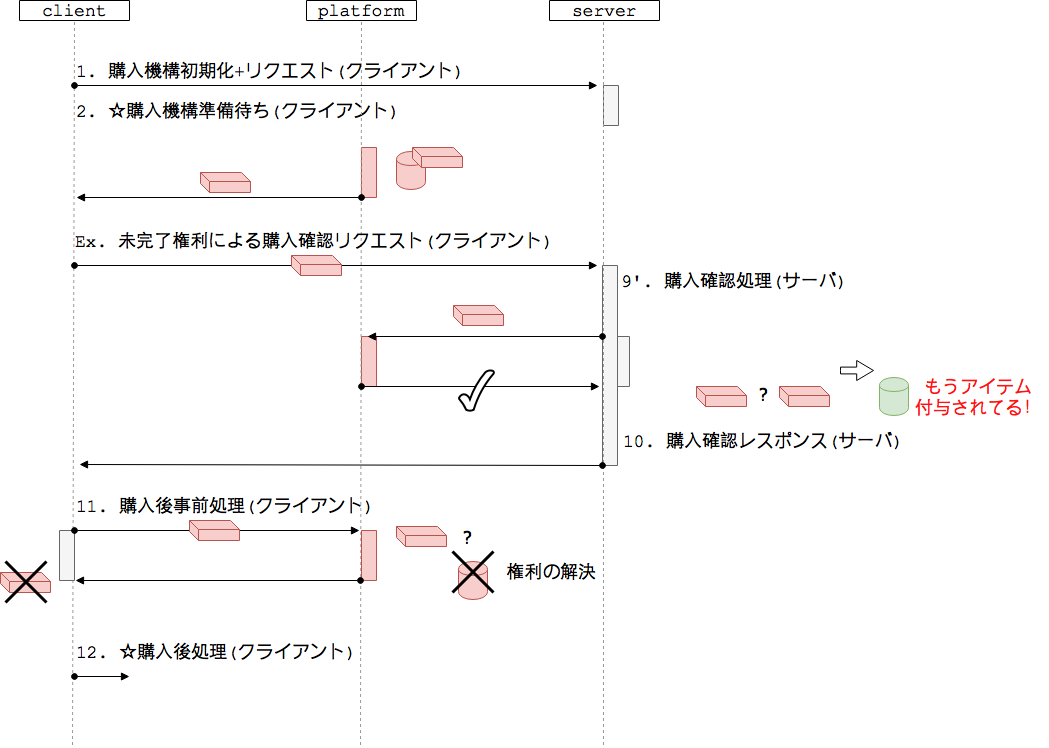 client
platform
server
1. 購入機構初期化+リクエスト(クライアント)
2. ☆購入機構準備待ち(クライアント)
Ex. 未完了権利による購入確認リクエスト(クライアント)
9'. 購入確認処理(サーバ)
?
もうアイテム
付与されてる!
10. 購入確認レスポンス(サーバ)
11. 購入後事前処理(クライアント)
?
権利の解決
12. ☆購入後処理(クライアント)